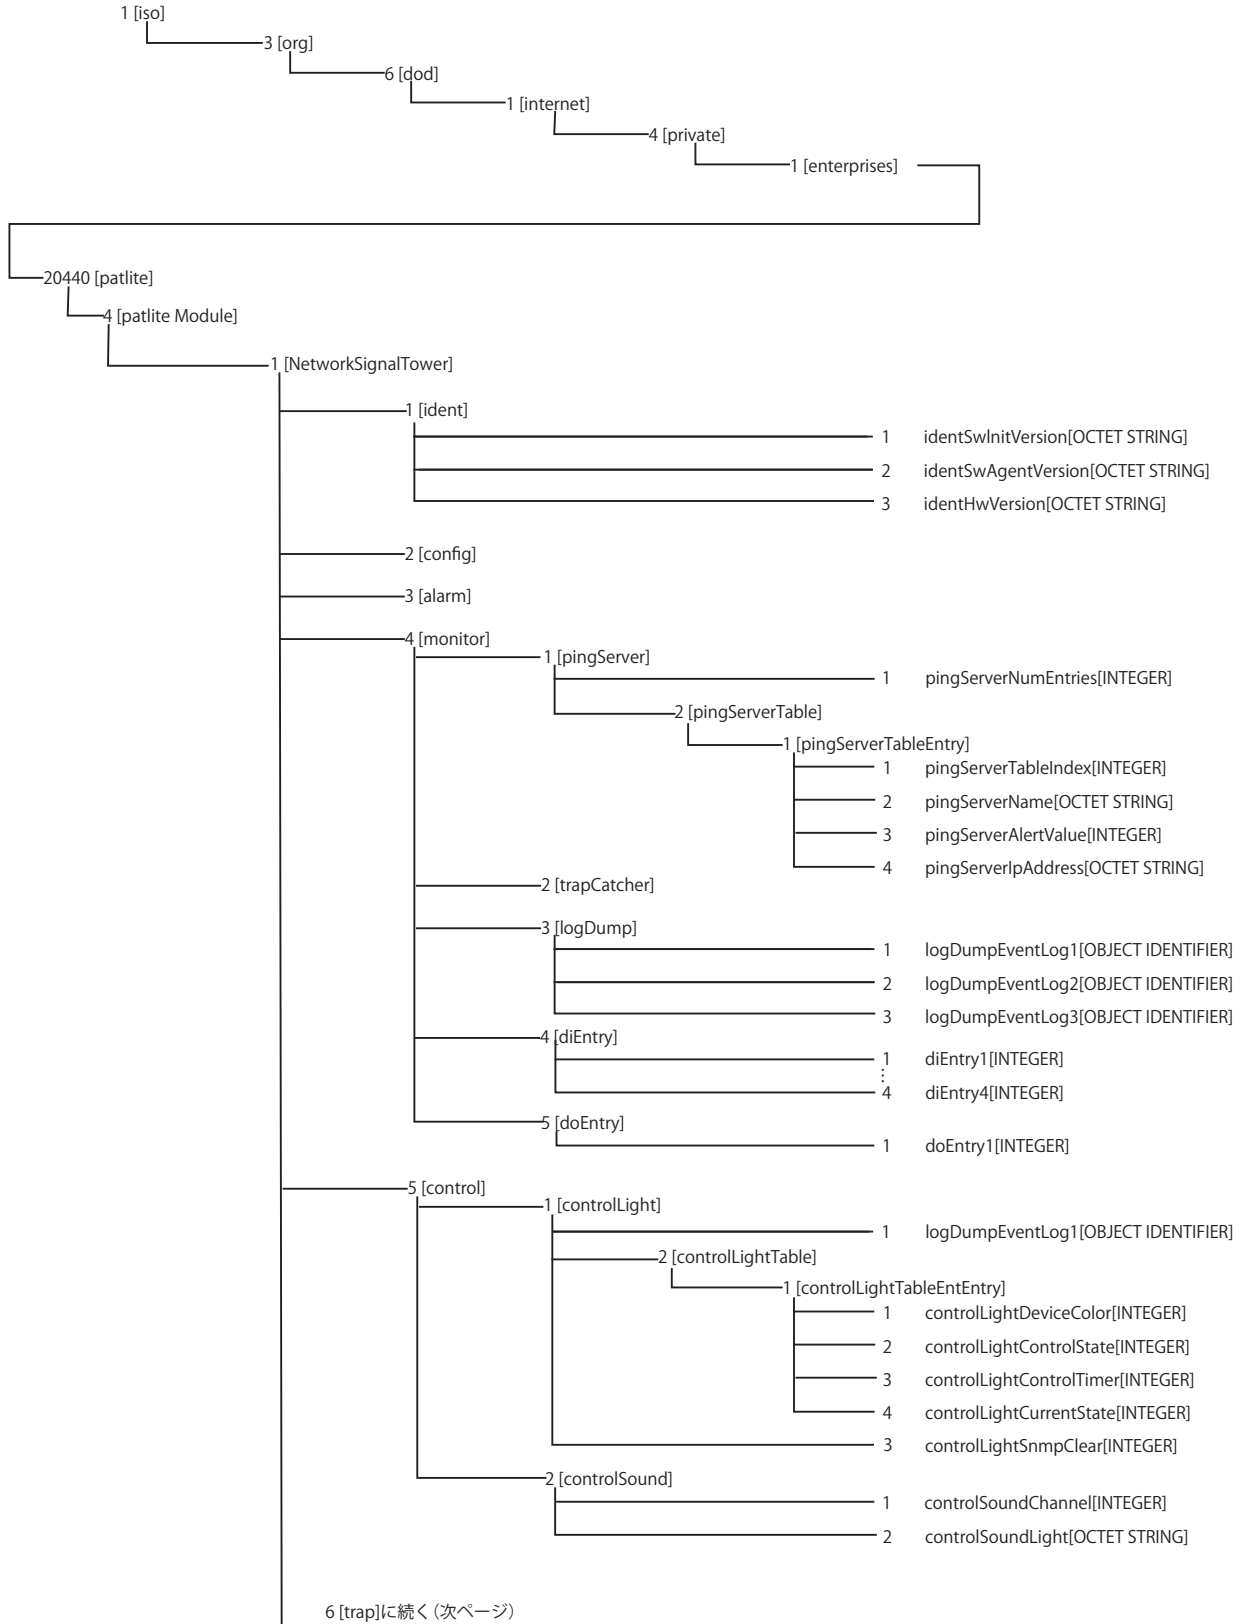 1 [iso]
3 [org]
6 [dod]
1 [internet]
4 [private]
1 [enterprises]
20440 [patlite]
4 [patlite Module]
1 [NetworkSignalTower]
1 [ident]
1 identSwInitVersion[OCTET STRING]
2 identSwAgentVersion[OCTET STRING]
3 identHwVersion[OCTET STRING]
2 [config]
3 [alarm]
4 [monitor]
1 [pingServer]
1 pingServerNumEntries[INTEGER]
2 [pingServerTable]
1 [pingServerTableEntry]
1 pingServerTableIndex[INTEGER]
2 pingServerName[OCTET STRING]
3 pingServerAlertValue[INTEGER]
4 pingServerIpAddress[OCTET STRING]
2 [trapCatcher]
3 [logDump]
1 logDumpEventLog1[OBJECT IDENTIFIER]
2 logDumpEventLog2[OBJECT IDENTIFIER]
3 logDumpEventLog3[OBJECT IDENTIFIER]
4 [diEntry]
1 diEntry1[INTEGER]
⋮
4 diEntry4[INTEGER]
5 [doEntry]
1 doEntry1[INTEGER]
5 [control]
1 [controlLight]
1 logDumpEventLog1[OBJECT IDENTIFIER]
2 [controlLightTable]
1 [controlLightTableEntEntry]
1 controlLightDeviceColor[INTEGER]
2 controlLightControlState[INTEGER]
3 controlLightControlTimer[INTEGER]
4 controlLightCurrentState[INTEGER]
3 controlLightSnmpClear[INTEGER]
2 [controlSound]
1 controlSoundChannel[INTEGER]
2 controlSoundLight[OCTET STRING]
6 [trap]に続く（次ページ）